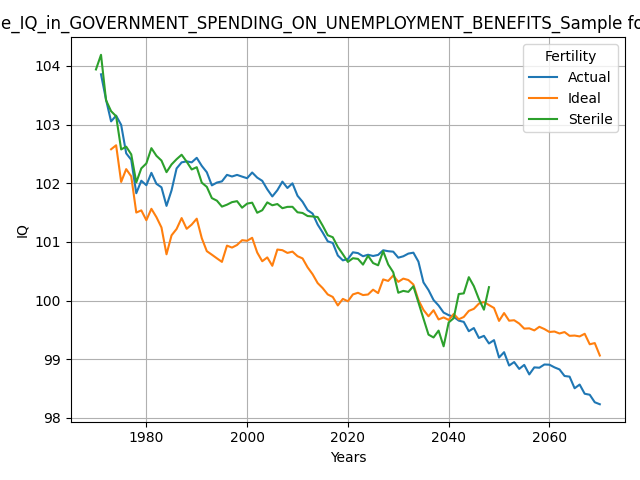 e_IQ_in_GOVERNMENT_SPENDING_ON_UNEMPLOYMENT_BENEFITS_Sample fo
Fertility
Actual
Ideal
Sterile
IQ
104
103
102
101
100
99
98
1980 2000 2020 2040 2060
Years